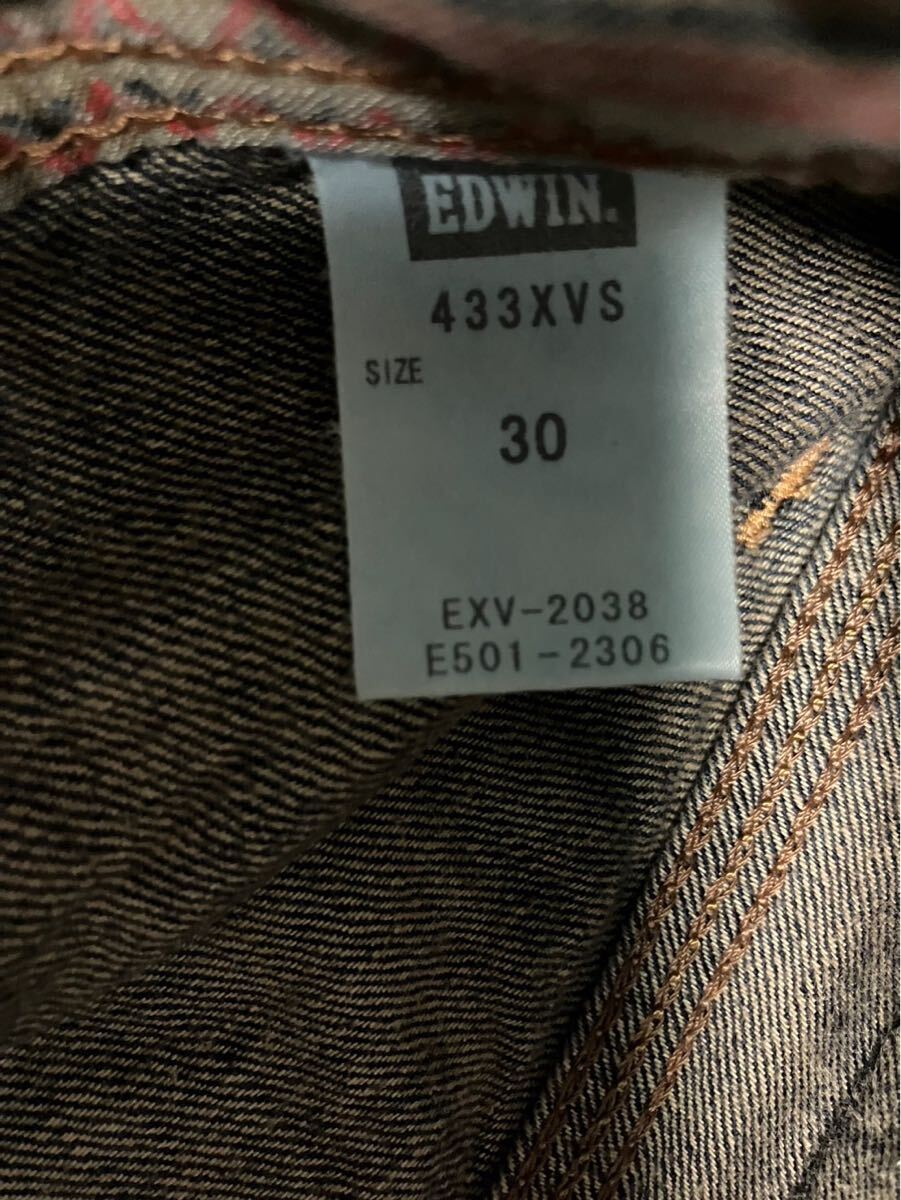 EDWIN.
433XVS
SIZE
30
EXV-2038
E501-2306